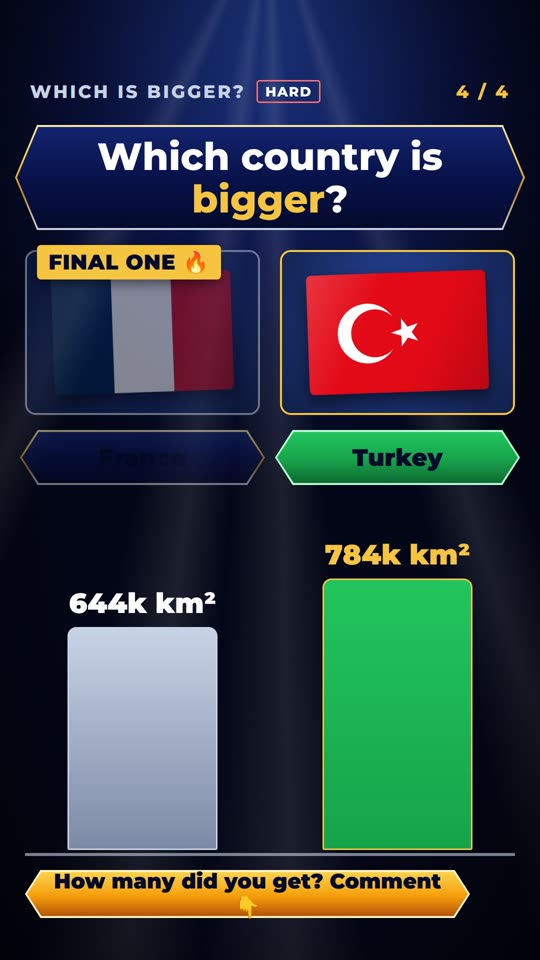 WHICH IS BIGGER? HARD 4 / 4
Which country is
bigger?
FINAL ONE 🔥
France Turkey
784k km²
644k km²
How many did you get? Comment
👇